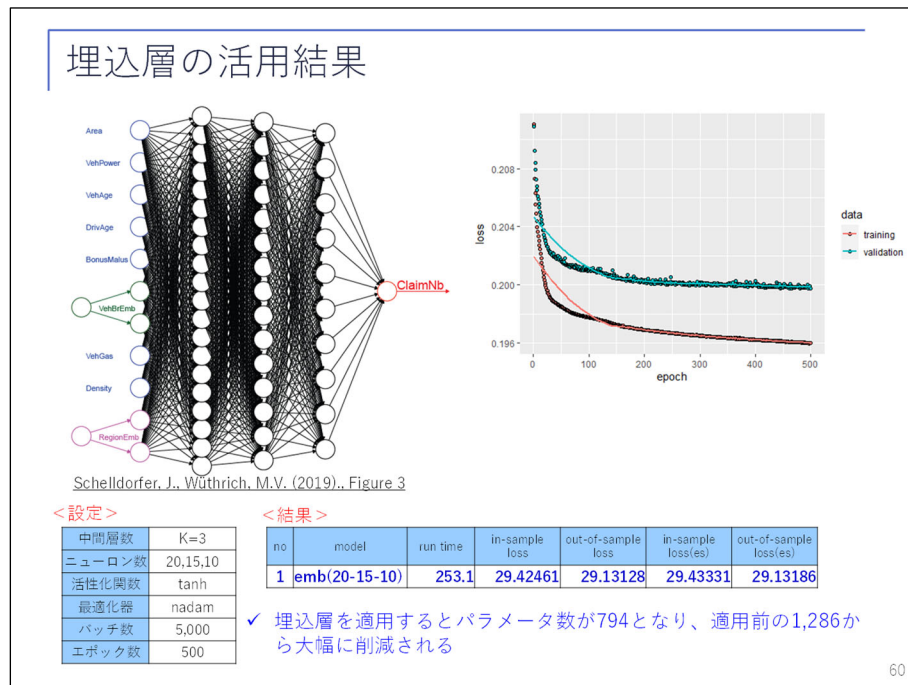 埋込層の活用結果
Area
VehPower
VehAge
DrivAge
BonusMalus
VehBrEmb
VehGas
Density
RegionEmb
ClaimNb
Schelldorfer, J., Wüthrich, M.V. (2019)., Figure 3
0.208
0.204
0.200
0.196
loss
0 100 200 300 400 500
epoch
data
training
validation
<設定>
中間層数 K=3
ニューロン数 20,15,10
活性化関数 tanh
最適化器 nadam
バッチ数 5,000
エポック数 500
<結果>
no model run time in-sample loss out-of-sample loss in-sample loss(es) out-of-sample loss(es)
1 emb(20-15-10) 253.1 29.42461 29.13128 29.43331 29.13186
✓ 埋込層を適用するとパラメータ数が794となり、適用前の1,286か
ら大幅に削減される
60